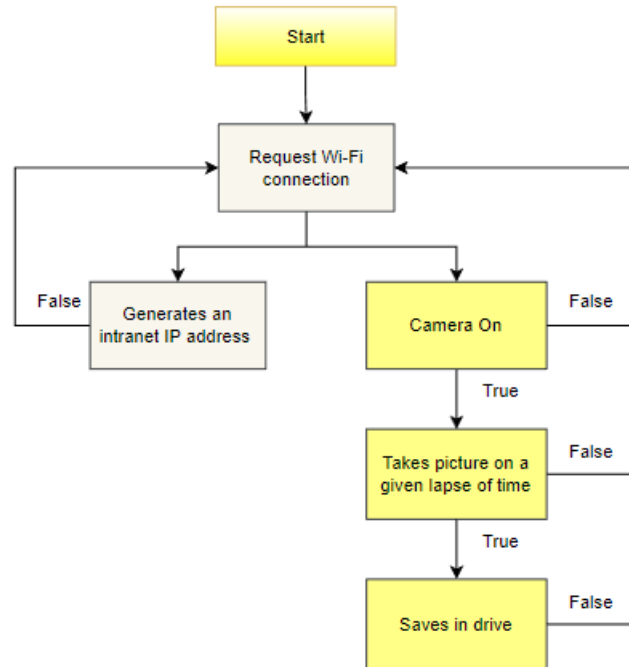 Start
Request Wi-Fi
connection
False
Generates an
intranet IP address
Camera On
False
True
Takes picture on a
given lapse of time
False
True
Saves in drive
False